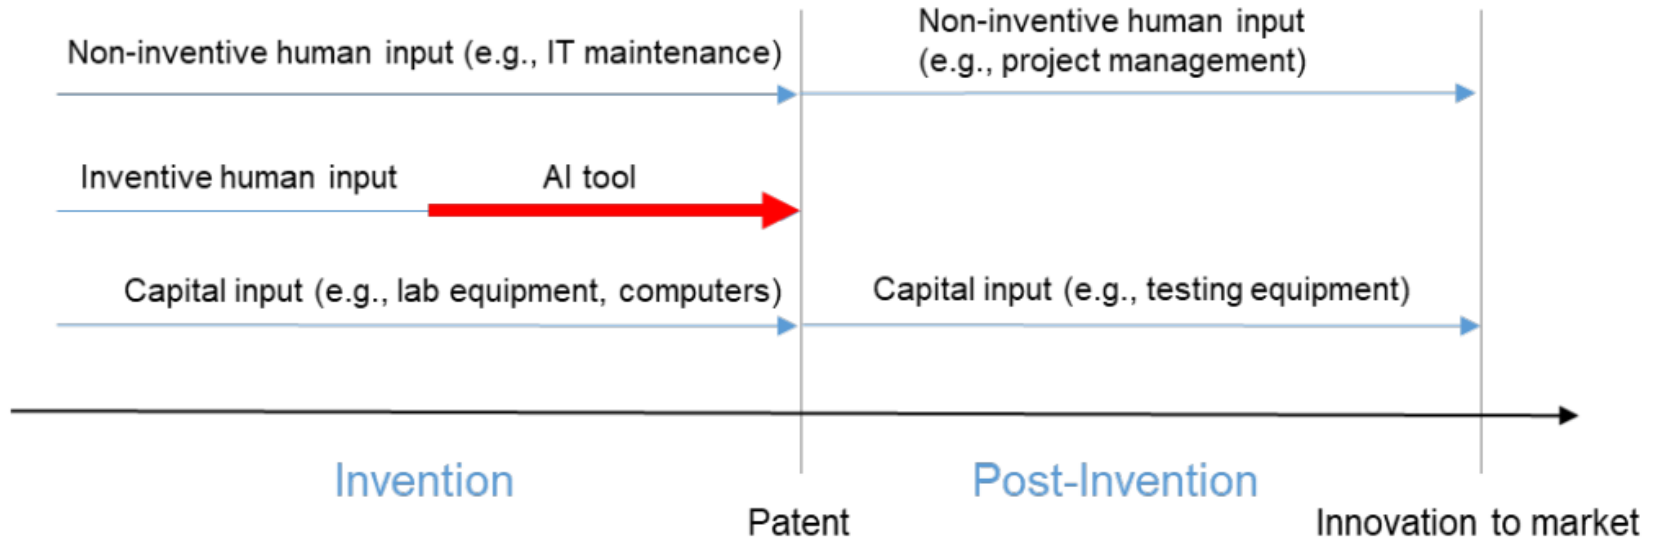 Non-inventive human input (e.g., IT maintenance)
Non-inventive human input
(e.g., project management)
Inventive human input
AI tool
Capital input (e.g., lab equipment, computers)
Capital input (e.g., testing equipment)
Invention
Post-Invention
Patent
Innovation to market